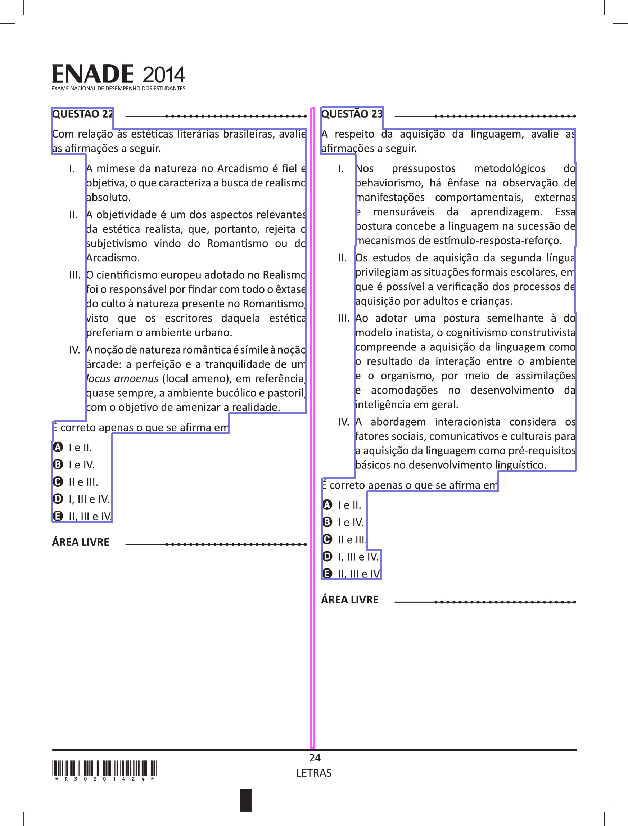 ENADE 2014
EXAME NACIONAL DE DESEMPENHO DOS ESTUDANTES
QUESTÃO 22
Com relação às estéticas literárias brasileiras, avalie
as afirmações a seguir.
I. A mimese da natureza no Arcadismo é fiel e
objetiva, o que caracteriza a busca de realismo
absoluto.
II. A objetividade é um dos aspectos relevantes
da estética realista, que, portanto, rejeita o
subjetivismo vindo do Romantismo ou do
Arcadismo.
III. O cientificismo europeu adotado no Realismo
foi o responsável por findar com todo o êxtase
do culto à natureza presente no Romantismo,
visto que os escritores daquela estética
preferiam o ambiente urbano.
IV. A noção de natureza romântica é símile à noção
árcade: a perfeição e a tranquilidade de um
locus amoenus (local ameno), em referência,
quase sempre, a ambiente bucólico e pastoril,
com o objetivo de amenizar a realidade.
É correto apenas o que se afirma em
A I e II.
B I e IV.
C II e III.
D I, III e IV.
E II, III e IV.
ÁREA LIVRE
QUESTÃO 23
A respeito da aquisição da linguagem, avalie as
afirmações a seguir.
I. Nos pressupostos metodológicos do
behaviorismo, há ênfase na observação de
manifestações comportamentais, externas
e mensuráveis da aprendizagem. Essa
postura concebe a linguagem na sucessão de
mecanismos de estímulo-resposta-reforço.
II. Os estudos de aquisição da segunda língua
privilegiam as situações formais escolares, em
que é possível a verificação dos processos de
aquisição por adultos e crianças.
III. Ao adotar uma postura semelhante à do
modelo inatista, o cognitivismo construtivista
compreende a aquisição da linguagem como
o resultado da interação entre o ambiente
e o organismo, por meio de assimilações
e acomodações no desenvolvimento da
inteligência em geral.
IV. A abordagem interacionista considera os
fatores sociais, comunicativos e culturais para
a aquisição da linguagem como pré-requisitos
básicos no desenvolvimento linguístico.
É correto apenas o que se afirma em
A I e II.
B I e IV.
C II e III.
D I, III e IV.
E II, III e IV.
ÁREA LIVRE
24
LETRAS
*R30201424*